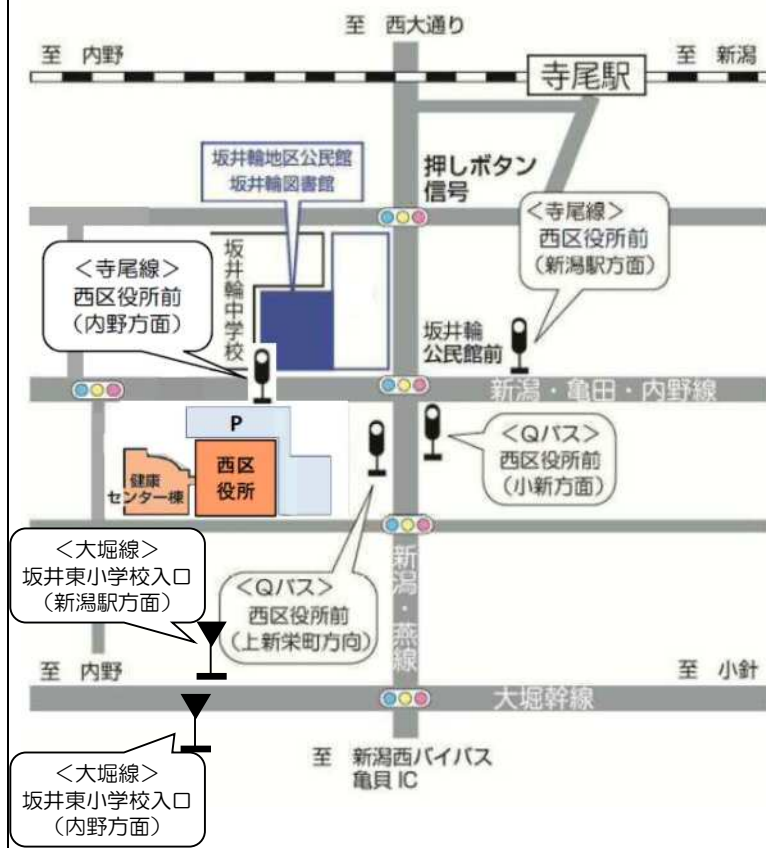 至 西大通り
至 内野
寺尾駅
至 新潟
坂井輪地区公民館
坂井輪図書館
押しボタン
信号
<寺尾線>
西区役所前
(新潟駅方面)
<寺尾線>
西区役所前
(内野方面)
坂井輪中学校
坂井輪
公民館前
新潟・亀田・内野線
P
西区
役所
健康
センター棟
<Qバス>
西区役所前
(小新方面)
<大堀線>
坂井東小学校入口
(新潟駅方面)
<Qバス>
西区役所前
(上新栄町方向)
新潟・燕線
至 内野
至 小針
大堀幹線
至 新潟西バイパス
亀貝 IC
<大堀線>
坂井東小学校入口
(内野方面)